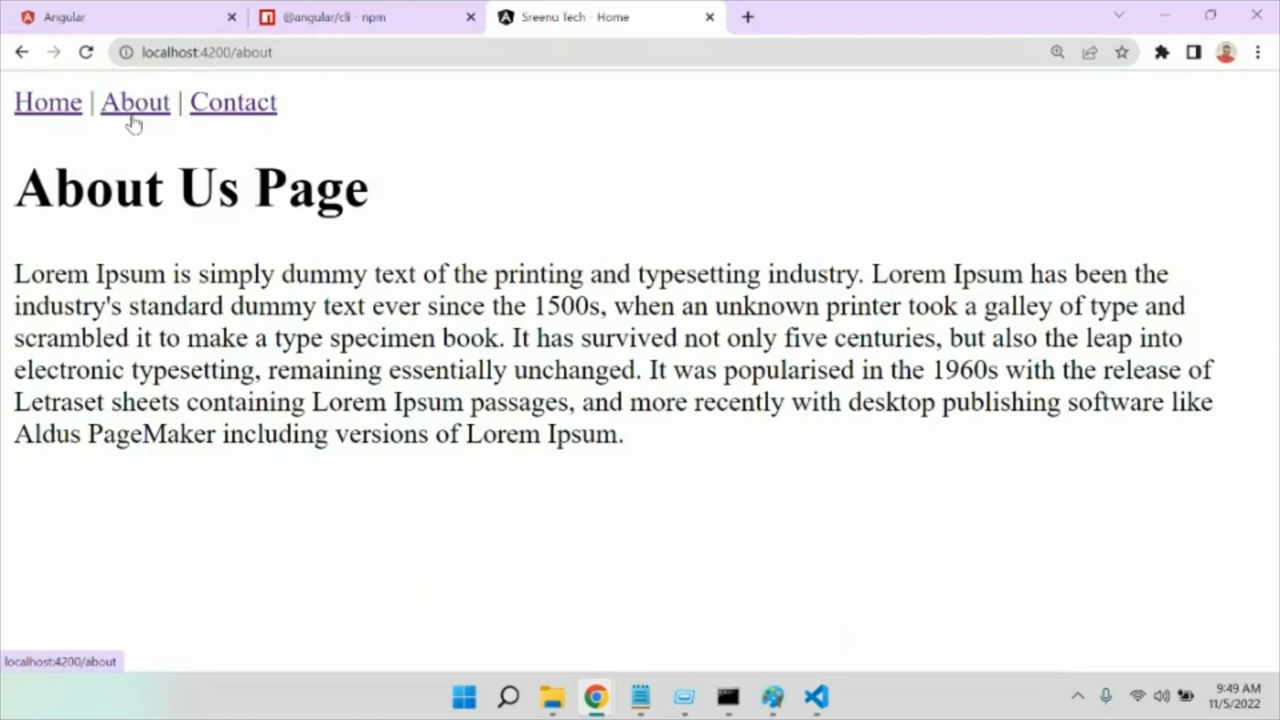 Angular
@angular/cli - npm
Sreenu Tech - Home
localhost:4200/about
Home | About | Contact
About Us Page
Lorem Ipsum is simply dummy text of the printing and typesetting industry. Lorem Ipsum has been the
industry's standard dummy text ever since the 1500s, when an unknown printer took a galley of type and
scrambled it to make a type specimen book. It has survived not only five centuries, but also the leap into
electronic typesetting, remaining essentially unchanged. It was popularised in the 1960s with the release of
Letraset sheets containing Lorem Ipsum passages, and more recently with desktop publishing software like
Aldus PageMaker including versions of Lorem Ipsum.
localhost:4200/about
9:49 AM
11/5/2022